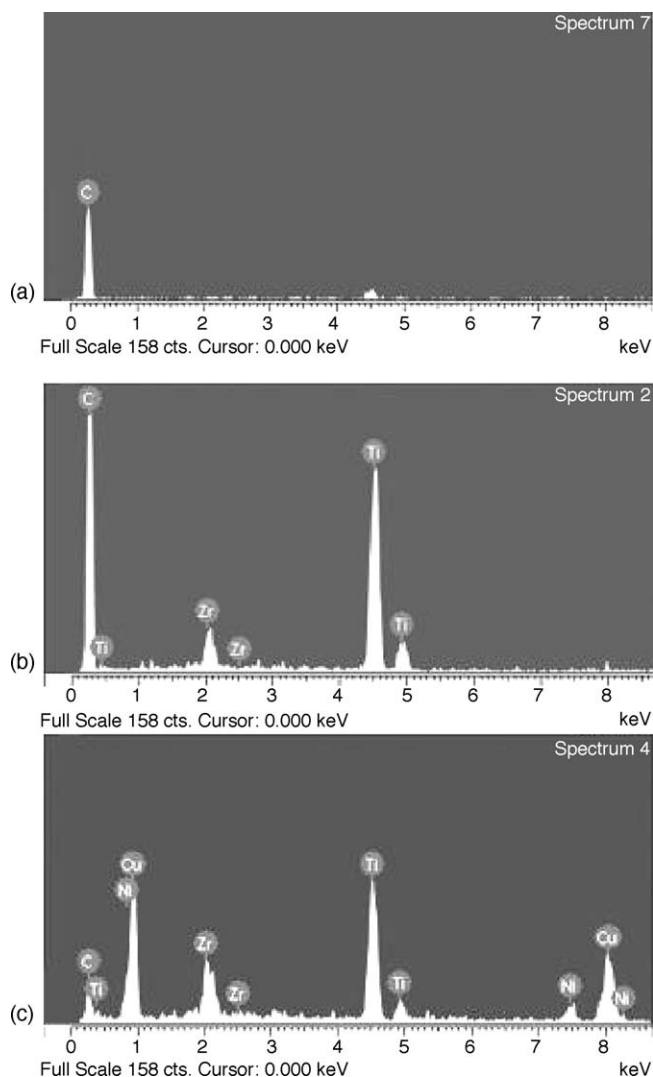 Spectrum 7
C
(a)
0 1 2 3 4 5 6 7 8
Full Scale 158 cts. Cursor: 0.000 keV keV
Spectrum 2
C
Ti
Zr
Ti
Zr
Ti
(b)
0 1 2 3 4 5 6 7 8
Full Scale 158 cts. Cursor: 0.000 keV keV
Spectrum 4
Cu
Ti
Ni
Zr
Cu
C
Ti
Zr
Ti
Ni
Ni
(c)
0 1 2 3 4 5 6 7 8
Full Scale 158 cts. Cursor: 0.000 keV keV